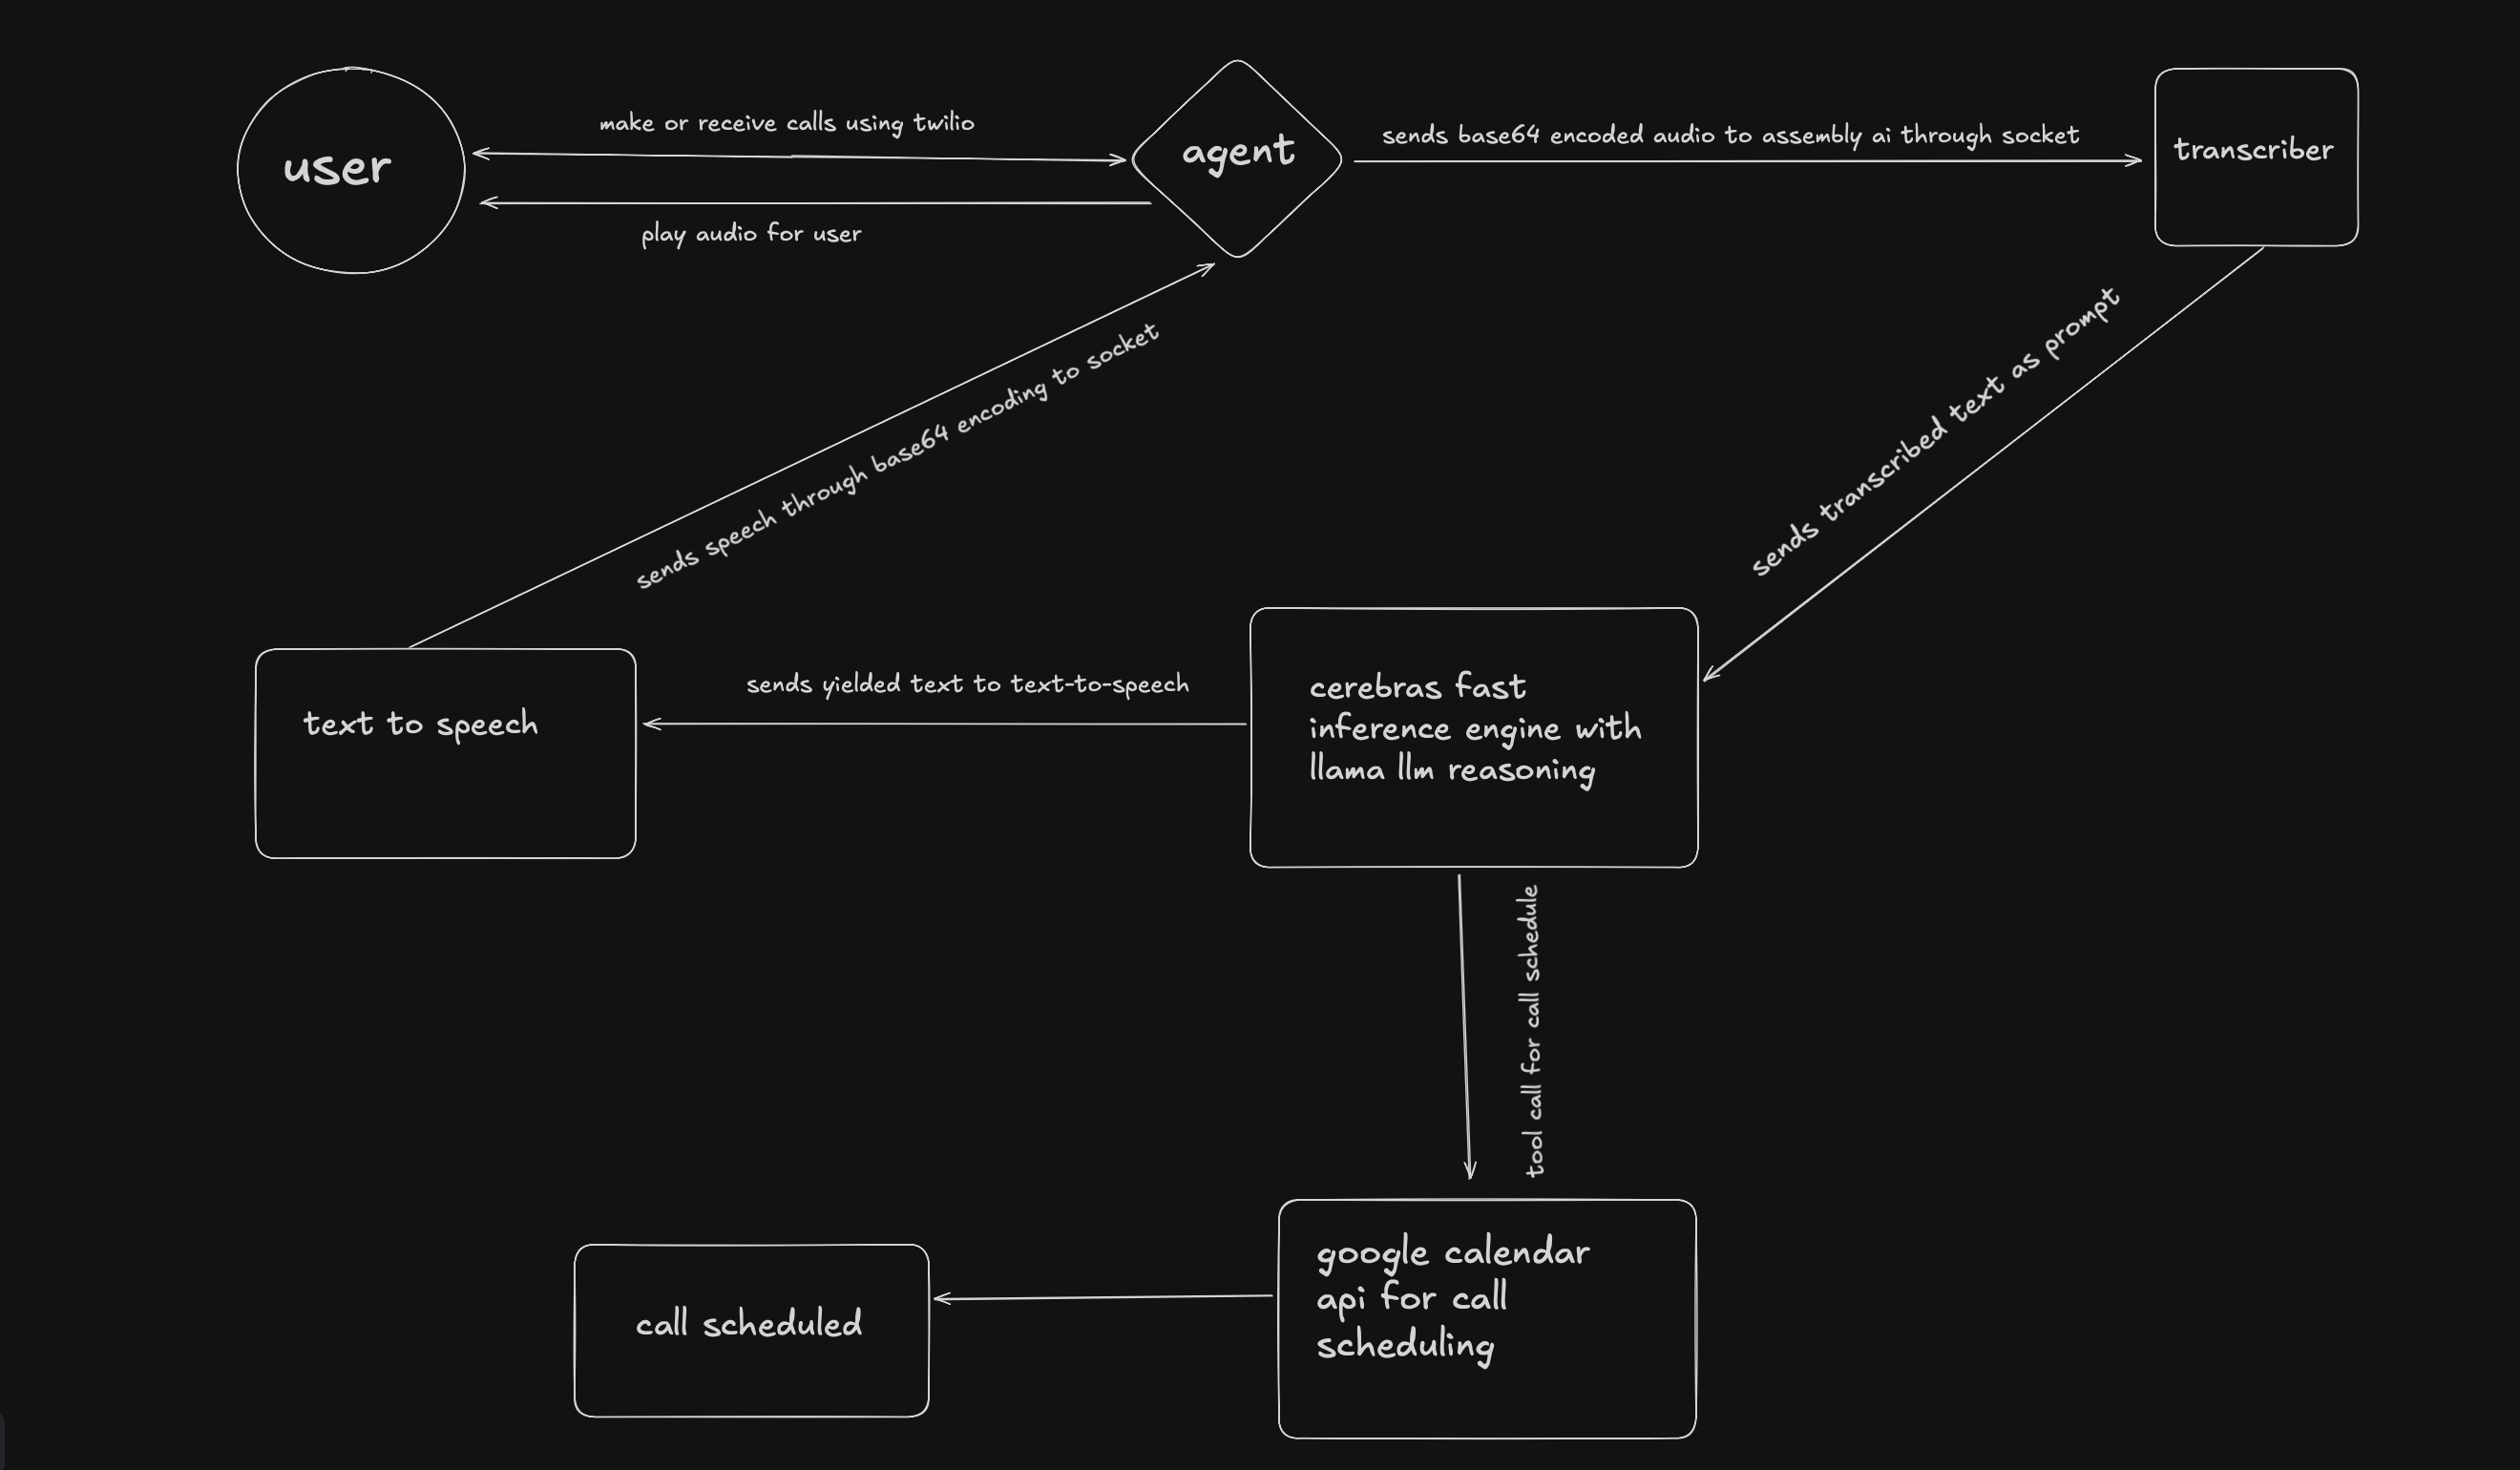 user
make or receive calls using twilio
play audio for user
agent
sends base64 encoded audio to assembly ai through socket
transcriber
sends speech through base64 encoding to socket
sends transcribed text as prompt
text to speech
sends yielded text to text-to-speech
cerebras fast
inference engine with
llama llm reasoning
tool call for call schedule
call scheduled
google calendar
api for call
scheduling